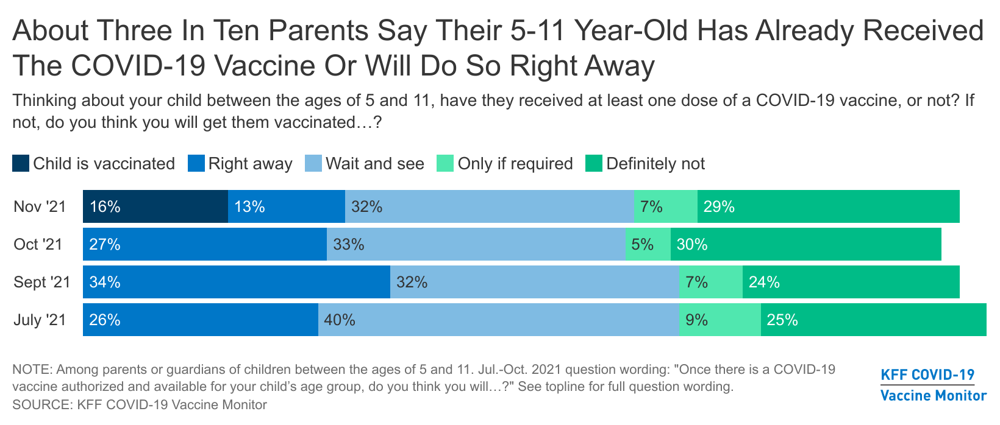 About Three In Ten Parents Say Their 5-11 Year-Old Has Already Received
The COVID-19 Vaccine Or Will Do So Right Away
Thinking about your child between the ages of 5 and 11, have they received at least one dose of a COVID-19 vaccine, or not? If
not, do you think you will get them vaccinated…?
Child is vaccinated Right away Wait and see Only if required Definitely not
Nov '21 16% 13% 32% 7% 29%
Oct '21 27% 33% 5% 30%
Sept '21 34% 32% 7% 24%
July '21 26% 40% 9% 25%
NOTE: Among parents or guardians of children between the ages of 5 and 11. Jul.-Oct. 2021 question wording: "Once there is a COVID-19
vaccine authorized and available for your child’s age group, do you think you will…?" See topline for full question wording.
SOURCE: KFF COVID-19 Vaccine Monitor
KFF COVID-19
Vaccine Monitor